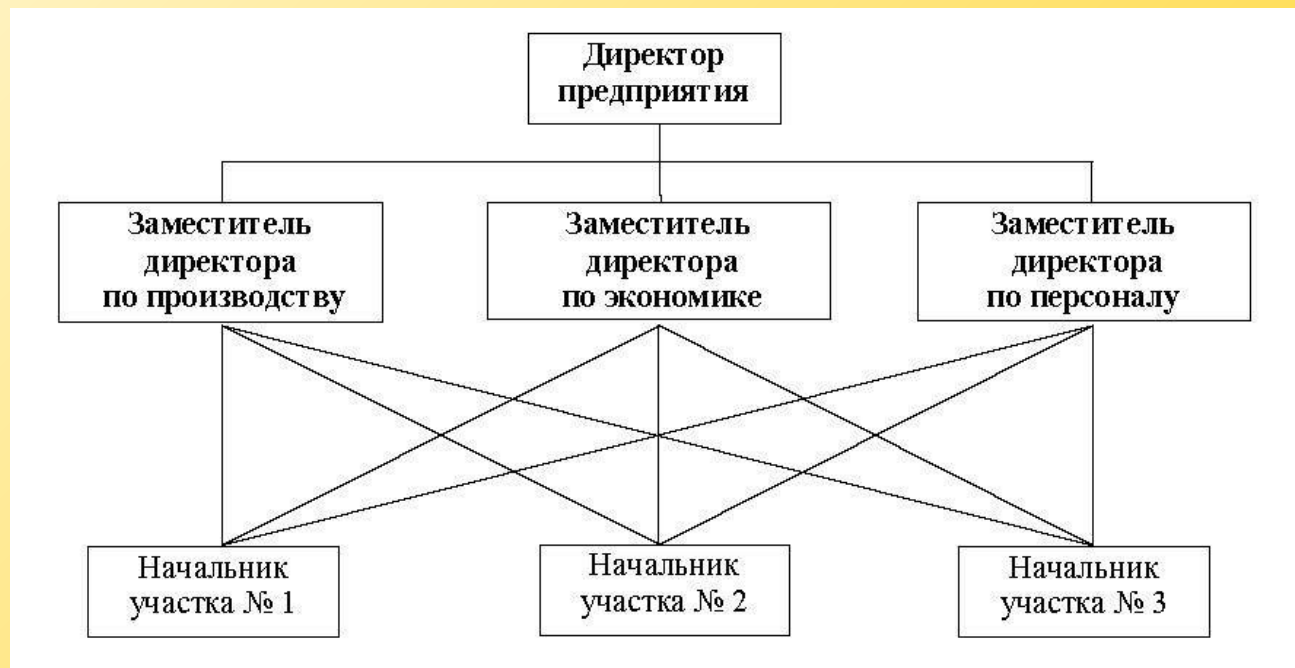 Директор
предприятия
Заместитель
директора
по производству
Заместитель
директора
по экономике
Заместитель
директора
по персоналу
Начальник
участка № 1
Начальник
участка № 2
Начальник
участка № 3